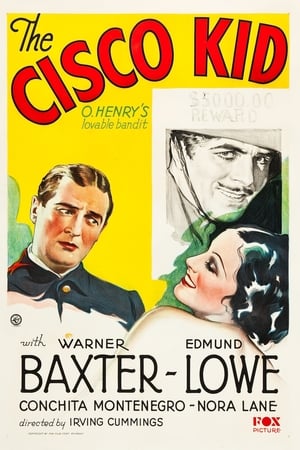 The
CISCO KID
O. HENRY'S
lovable bandit
$5000.00
REWARD
with WARNER EDMUND
BAXTER - LOWE
CONCHITA MONTENEGRO - NORA LANE
directed by IRVING CUMMINGS
FOX
PICTURE